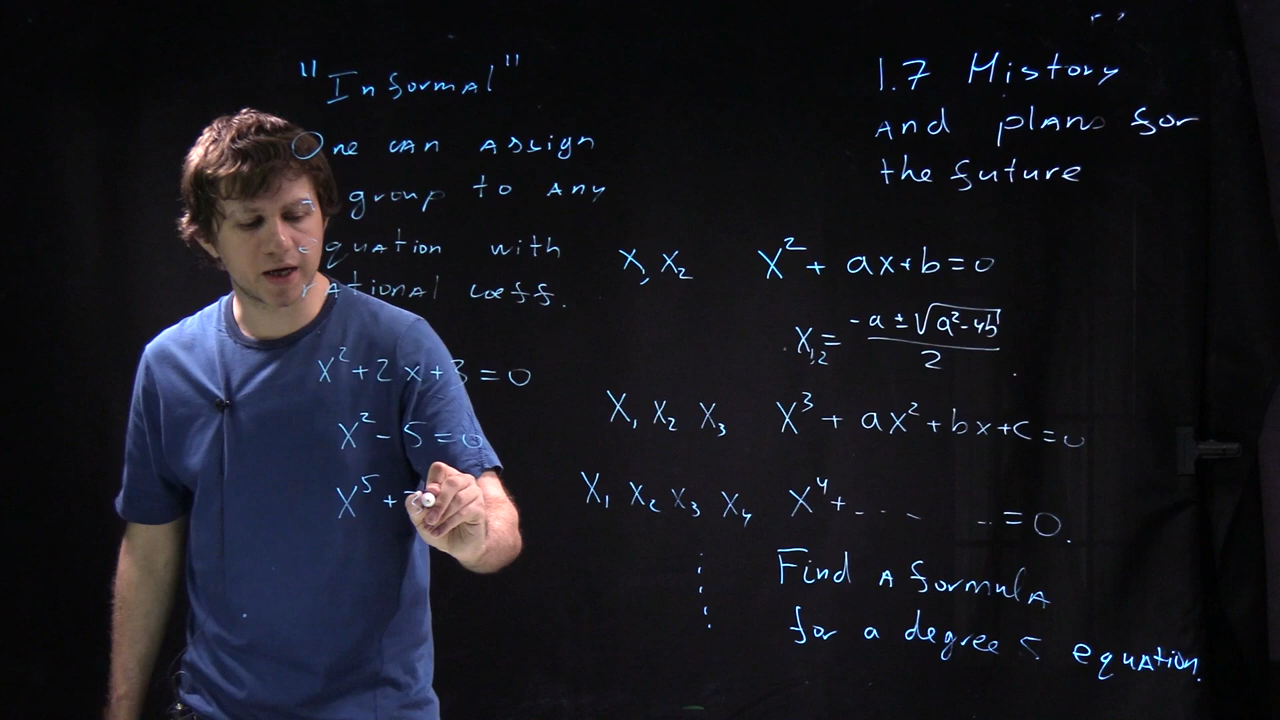 "Informal"
One can assign
a group to any
equation with
rational coeff.
x² + 2x + 3 = 0
x² - 5 = 0
x⁵ +
1.7 History
and plans for
the future
x₁ x₂ x² + ax + b = 0
x₁,₂ = (-a ± √(a² - 4b)) / 2
x₁ x₂ x₃ x³ + ax² + bx + c = 0
x₁ x₂ x₃ x₄ x⁴ + . . . . . . = 0.
Find a formula
for a degree 5 equation.